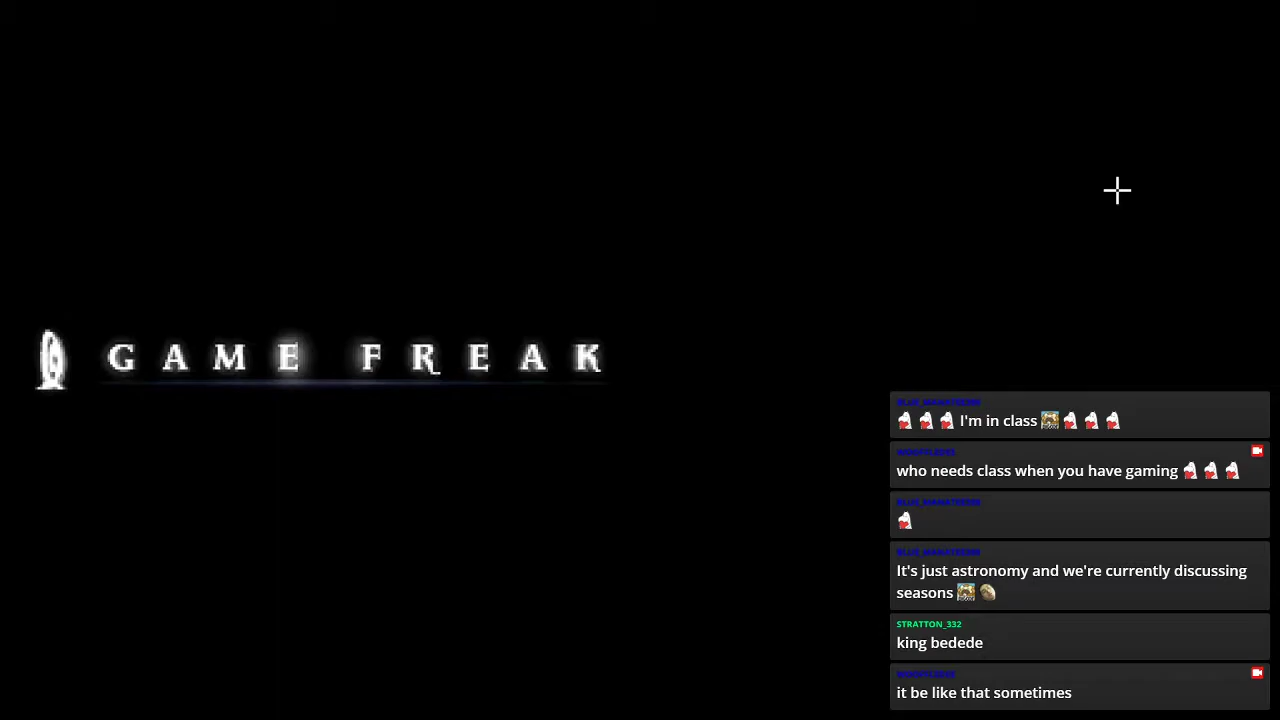 GAME FREAK
I'm in class
who needs class when you have gaming
It's just astronomy and we're currently discussing
seasons
STRATTON_332
king bedede
it be like that sometimes